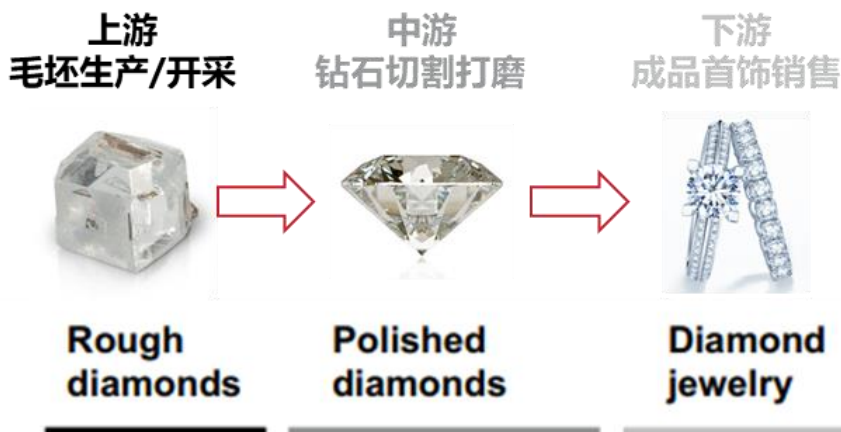 上游
毛坯生产/开采
中游
钻石切割打磨
下游
成品首饰销售
Rough
diamonds
Polished
diamonds
Diamond
jewelry